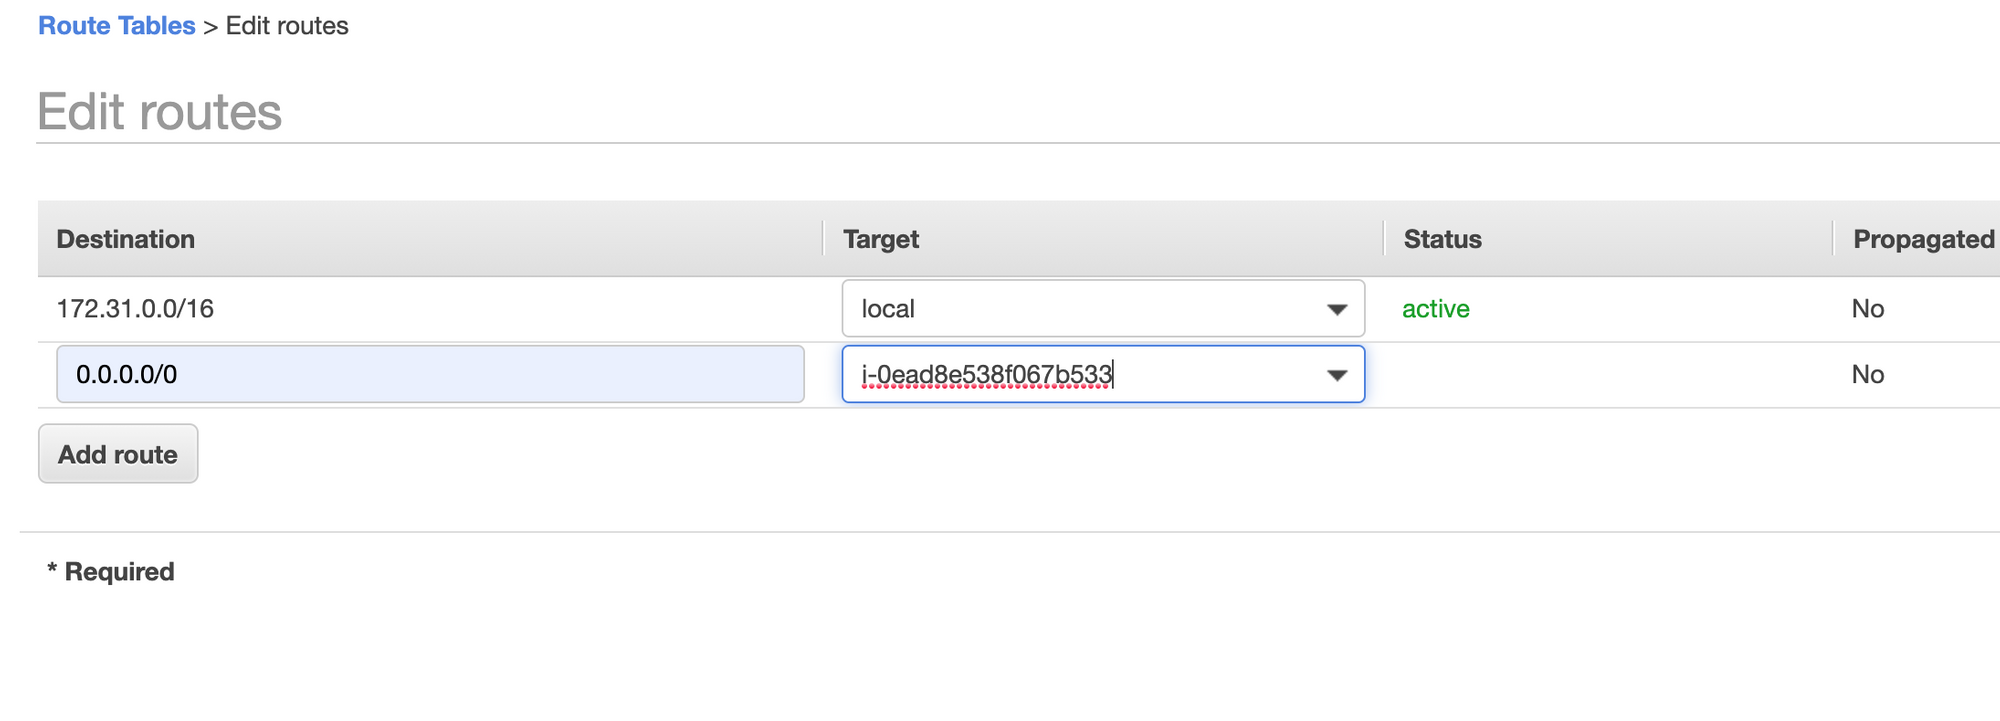 Route Tables > Edit routes
Edit routes
Destination Target Status Propagated
172.31.0.0/16 local active No
0.0.0.0/0 i-0ead8e538f067b533 No
Add route
* Required